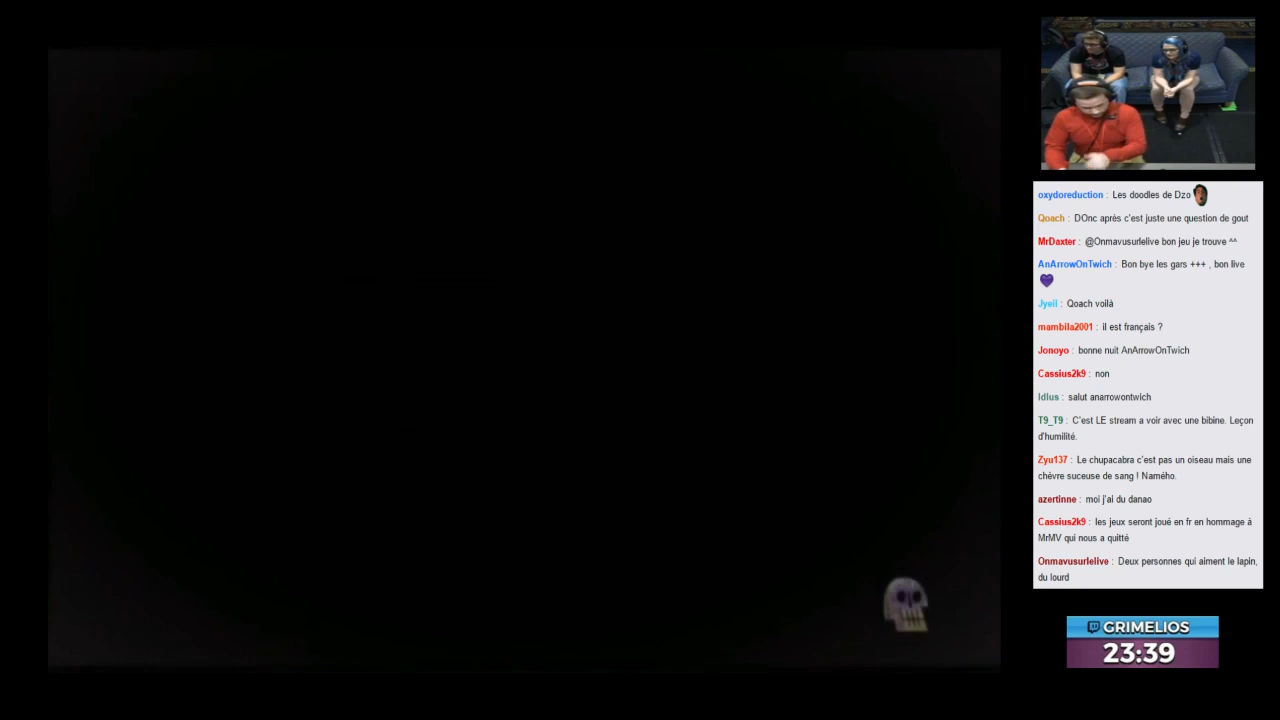 oxydoreduction : Les doodles de Dzo
Qoach : DOnc après c'est juste une question de gout
MrDaxter : @Onmavusurlelive bon jeu je trouve ^^
AnArrowOnTwich : Bon bye les gars +++ , bon live
Jyeil : Qoach voilà
mambila2001 : il est français ?
Jonoyo : bonne nuit AnArrowOnTwich
Cassius2k9 : non
Idlus : salut anarrowontwich
T9_T9 : C'est LE stream a voir avec une bibine. Leçon
d'humilité.
Zyu137 : Le chupacabra c'est pas un oiseau mais une
chèvre suceuse de sang ! Namého.
azertinne : moi j'ai du danao
Cassius2k9 : les jeux seront joué en fr en hommage à
MrMV qui nous a quitté
Onmavusurlelive : Deux personnes qui aiment le lapin,
du lourd
GRIMELIOS
23:39